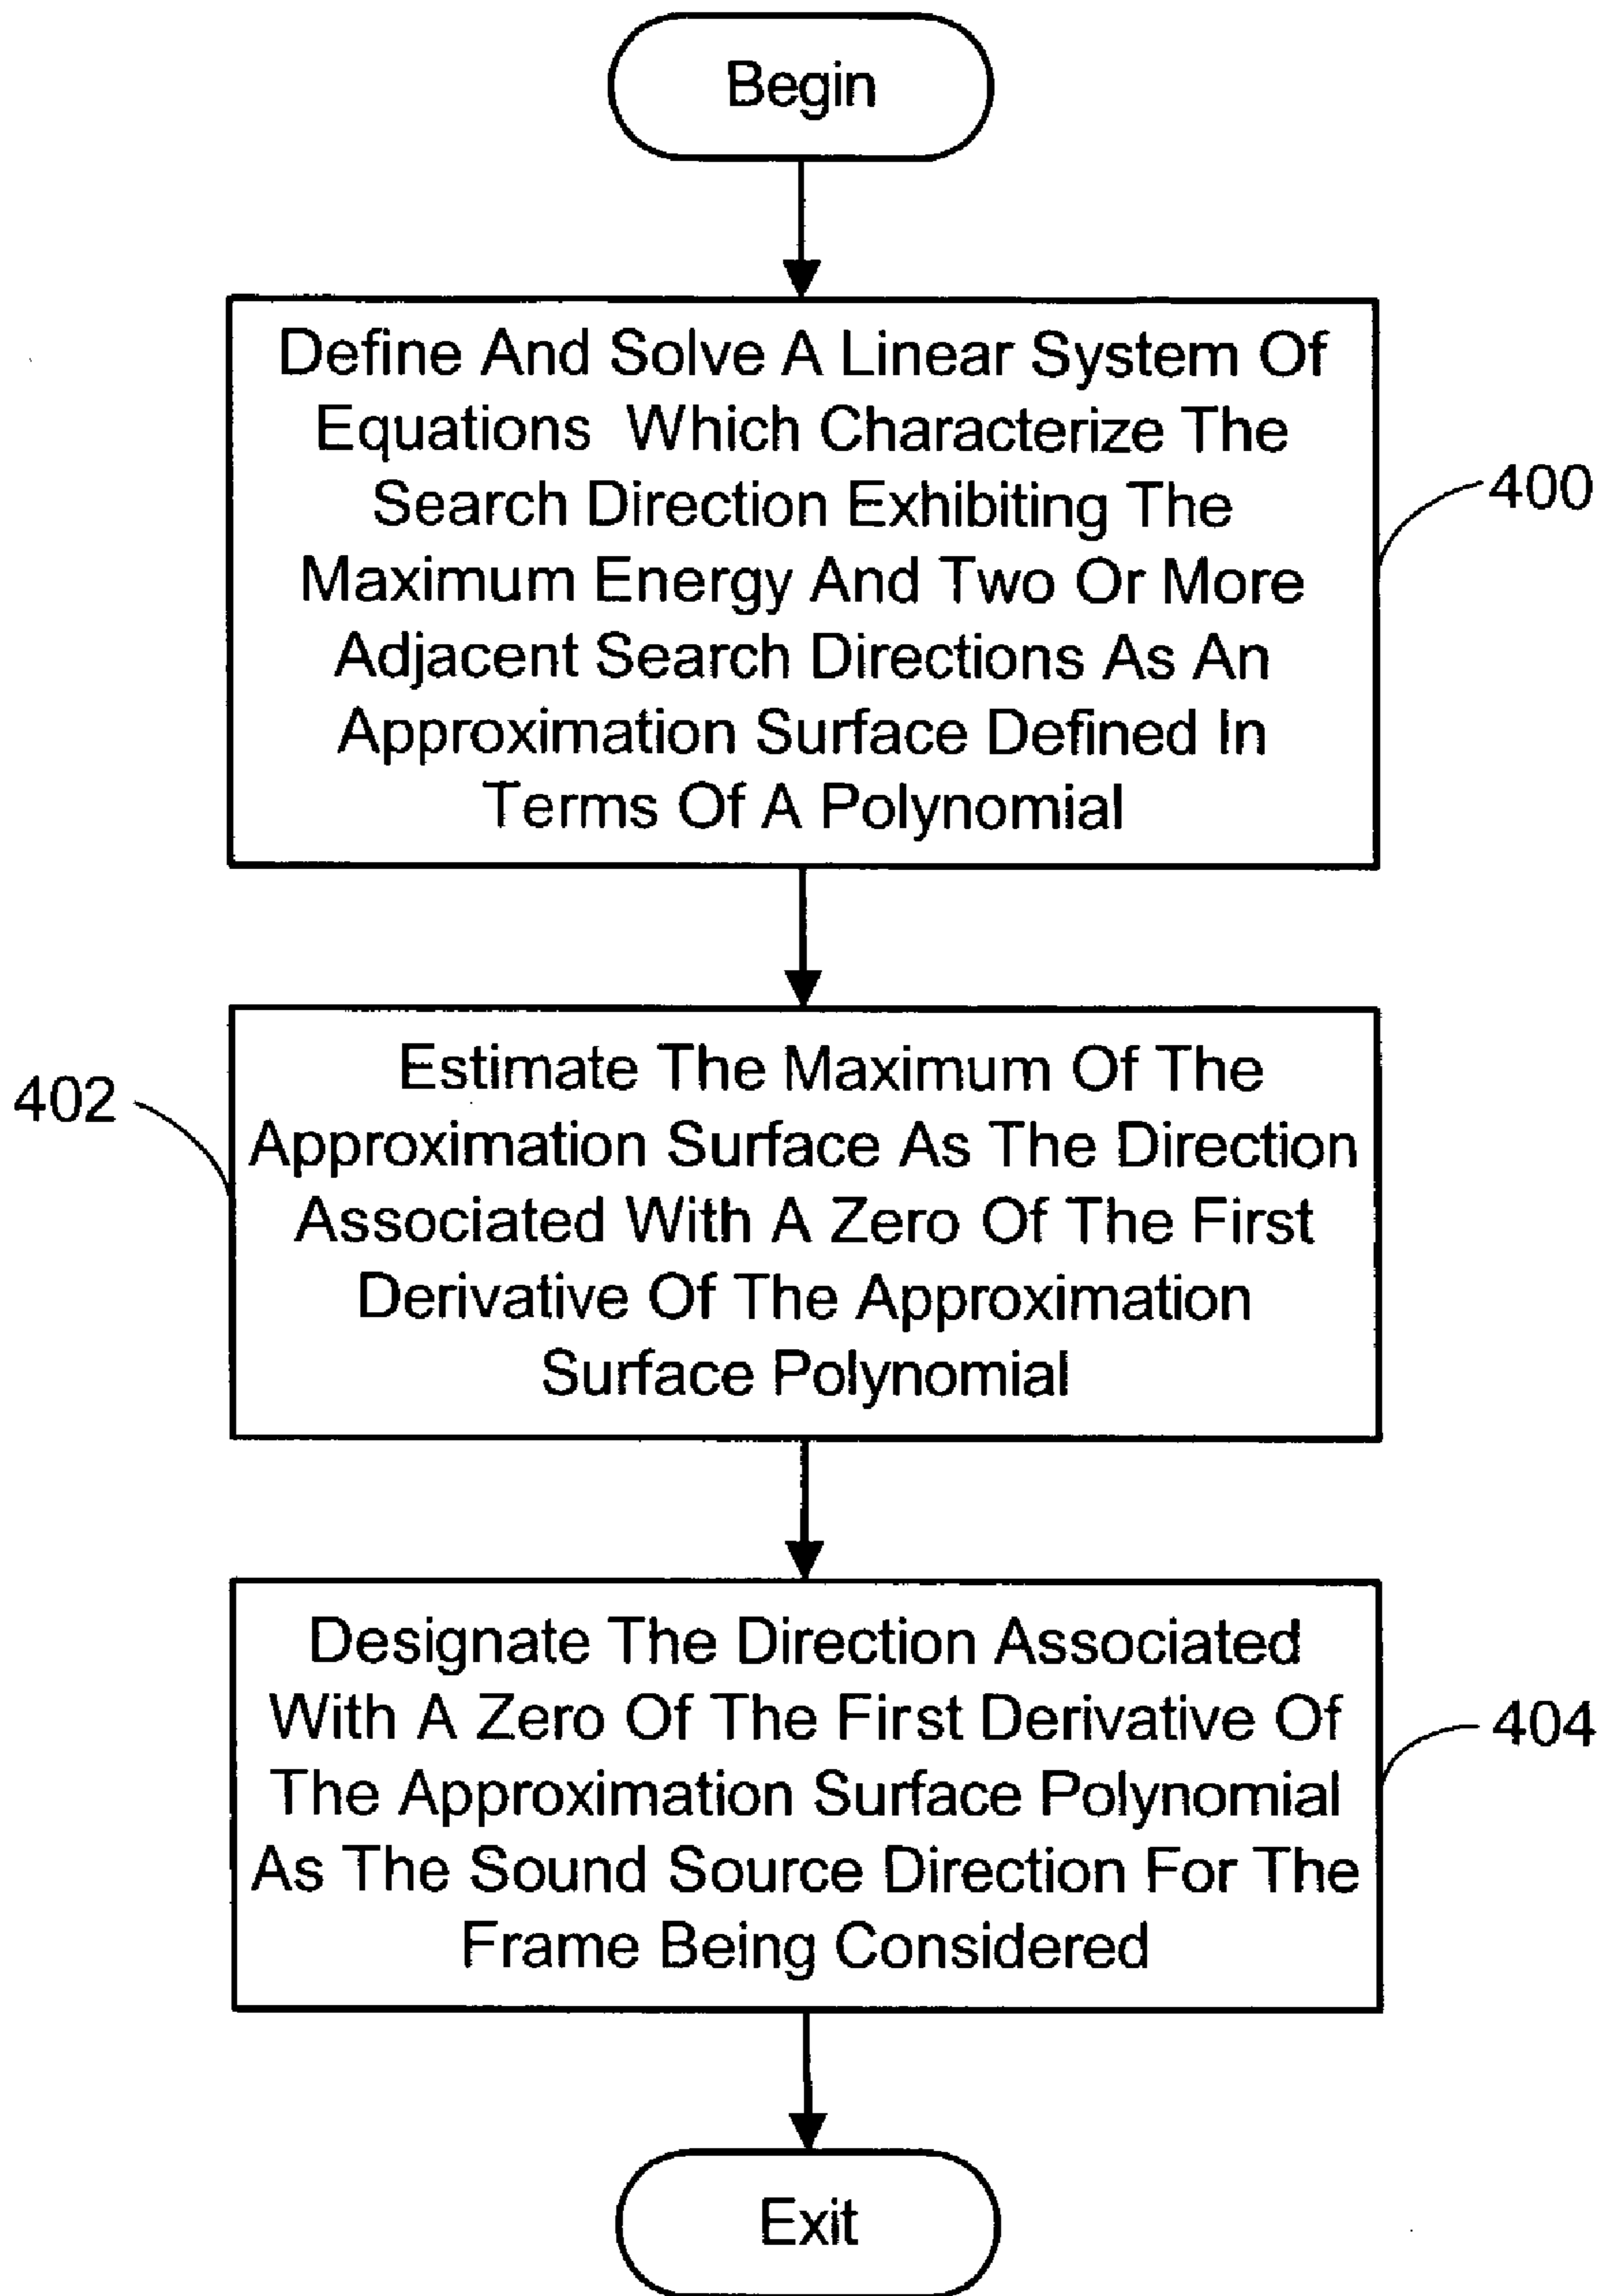 Begin
Define And Solve A Linear System Of
Equations Which Characterize The
Search Direction Exhibiting The
Maximum Energy And Two Or More
Adjacent Search Directions As An
Approximation Surface Defined In
Terms Of A Polynomial
400
Estimate The Maximum Of The
Approximation Surface As The Direction
Associated With A Zero Of The First
Derivative Of The Approximation
Surface Polynomial
402
Designate The Direction Associated
With A Zero Of The First Derivative Of
The Approximation Surface Polynomial
As The Sound Source Direction For The
Frame Being Considered
404
Exit